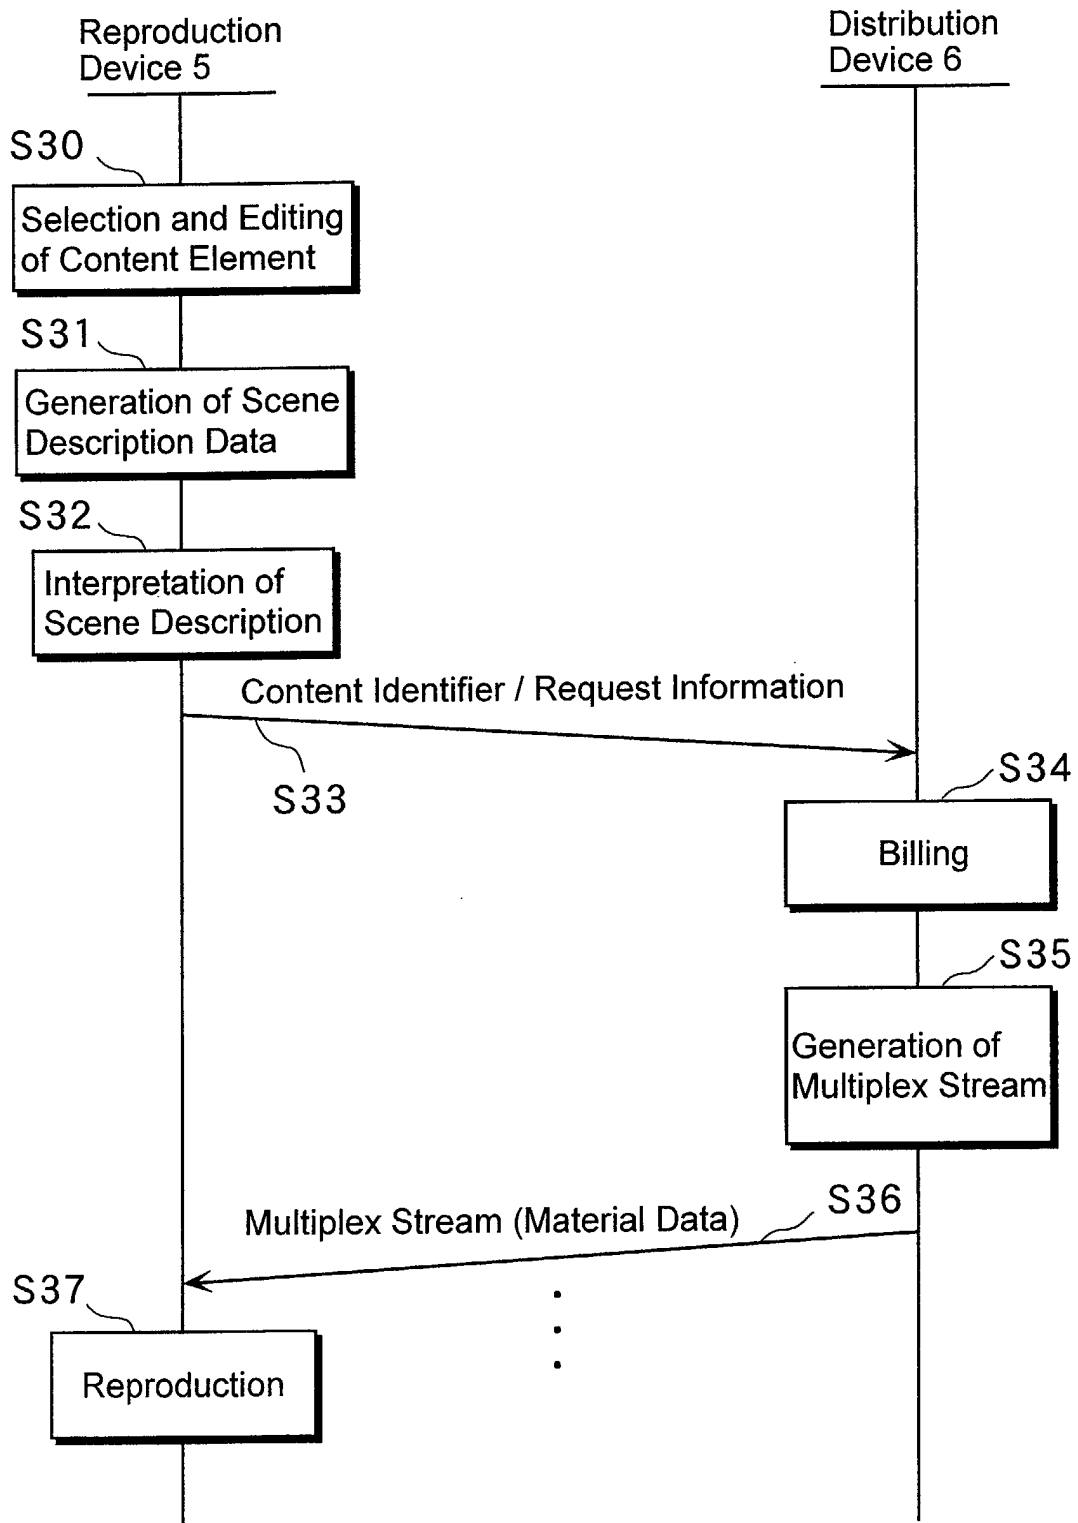 Reproduction
Device 5
Distribution
Device 6
S30
Selection and Editing
of Content Element
S31
Generation of Scene
Description Data
S32
Interpretation of
Scene Description
Content Identifier / Request Information
S33
S34
Billing
S35
Generation of
Multiplex Stream
S36
Multiplex Stream (Material Data)
S37
Reproduction